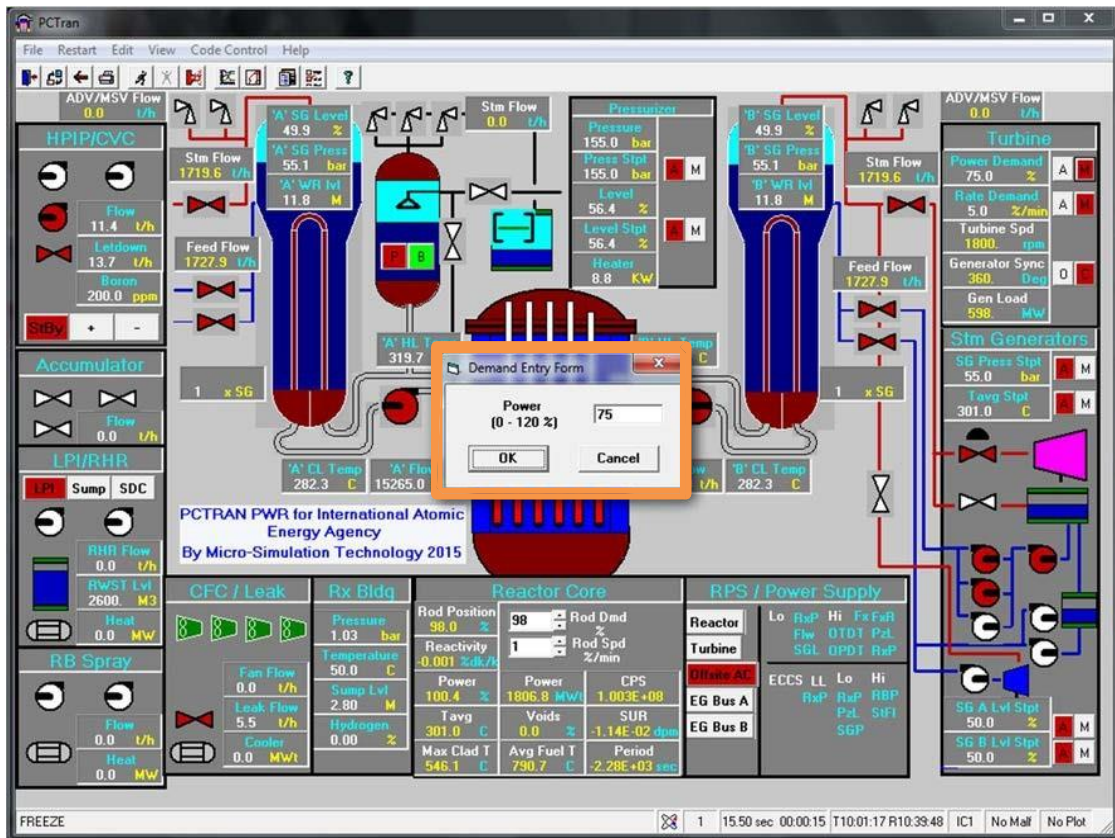 PCTran
File Restart Edit View Code Control Help
ADV/MSV Flow
0.0 t/h
HPIP/CVC
Flow
11.4 t/h
Letdown
13.7 t/h
Boron
200.0 ppm
StBy + -
Accumulator
Flow
0.0 t/h
LPI/RHR
LPI Sump SDC
RHR Flow
0.0 t/h
RWST Lvl
2600. M3
Heat
0.0 MW
RB Spray
Flow
0.0 t/h
Heat
0.0 MW
Stm Flow
1719.6 t/h
Feed Flow
1727.9 t/h
1 x SG
'A' SG Level
49.9 %
'A' SG Press
55.1 bar
'A' WR lvl
11.8 M
Stm Flow
0.0 t/h
P B
Pressurizer
Pressure
155.0 bar
Press Stpt
155.0 bar A M
Level
56.4 %
Level Stpt
56.4 % A M
Heater
8.8 KW
'B' SG Level
49.9 %
'B' SG Press
55.1 bar
'B' WR lvl
11.8 M
Stm Flow
1719.6 t/h
Feed Flow
1727.9 t/h
1 x SG
'A' HL T
319.7
Temp
C
Demand Entry Form
Power
(0 - 120 %)
75
OK Cancel
'A' CL Temp
282.3 C
'A' Flow
15265.0
t/h
'B' CL Temp
282.3 C
PCTRAN PWR for International Atomic
Energy Agency
By Micro-Simulation Technology 2015
ADV/MSV Flow
0.0 t/h
Turbine
Power Demand
75.0 % A M
Rate Demand
5.0 %/min A M
Turbine Spd
1800. rpm
Generator Sync
360. Deg O C
Gen Load
598. MW
Stm Generators
SG Press Stpt
55.0 bar A M
Tavg Stpt
301.0 C A M
SG A Lvl Stpt
50.0 % A M
SG B Lvl Stpt
50.0 % A M
CFC / Leak
Fan Flow
0.0 t/h
Leak Flow
5.5 t/h
Cooler
0.0 MWt
Rx Bldg
Pressure
1.03 bar
Temperature
50.0 C
Sump Lvl
2.80 M
Hydrogen
0.00 %
Reactor Core
Rod Position
98.0 %
98 Rod Dmd
%
Reactivity
-0.001 %dk/k
1 Rod Spd
%/min
Power Power CPS
100.4 % 1806.8 MWt 1.003E+08
Tavg Voids SUR
301.0 C 0.0 % -1.14E-02 dpm
Max Clad T Avg Fuel T Period
546.1 C 790.7 C -2.28E+03 sec
RPS / Power Supply
Reactor
Turbine
Offsite AC
EG Bus A
EG Bus B
Lo RxP Hi FxFxR
Flw OTDT PzL
SGL OPDT RxP
ECCS LL Lo Hi
RxP RxP RBP
PzL StFl
SGP
FREEZE
1 15.50 sec 00:00:15 T10:01:17 R10:39:48 IC1 No Malf No Plot